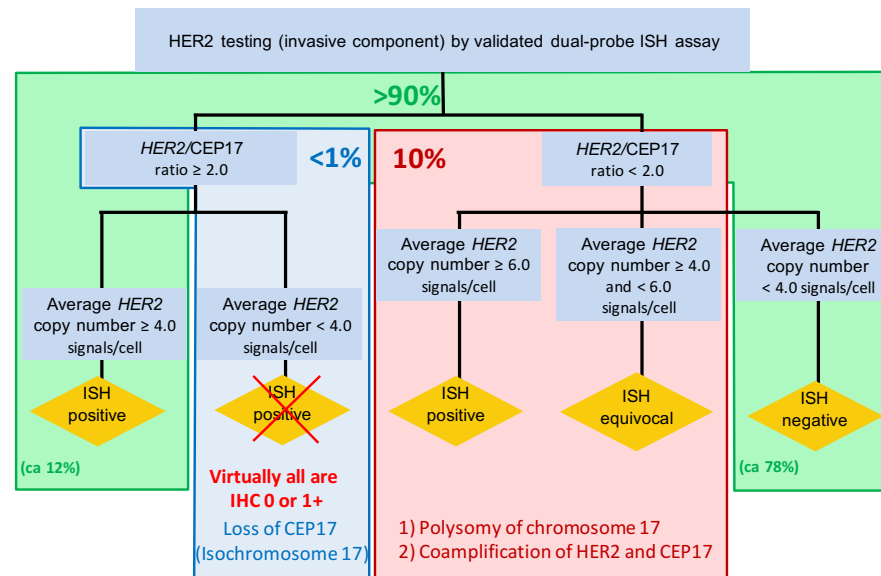 HER2 testing (invasive component) by validated dual-probe ISH assay
>90%
HER2/CEP17
ratio ≥ 2.0
<1%
10%
HER2/CEP17
ratio < 2.0
Average HER2
copy number ≥ 4.0
signals/cell
Average HER2
copy number < 4.0
signals/cell
Average HER2
copy number ≥ 6.0
signals/cell
Average HER2
copy number ≥ 4.0
and < 6.0
signals/cell
Average HER2
copy number
< 4.0 signals/cell
ISH
positive
ISH
positive
ISH
positive
ISH
equivocal
ISH
negative
(ca 12%)
(ca 78%)
Virtually all are
IHC 0 or 1+
Loss of CEP17
(Isochromosome 17)
1) Polysomy of chromosome 17
2) Coamplification of HER2 and CEP17